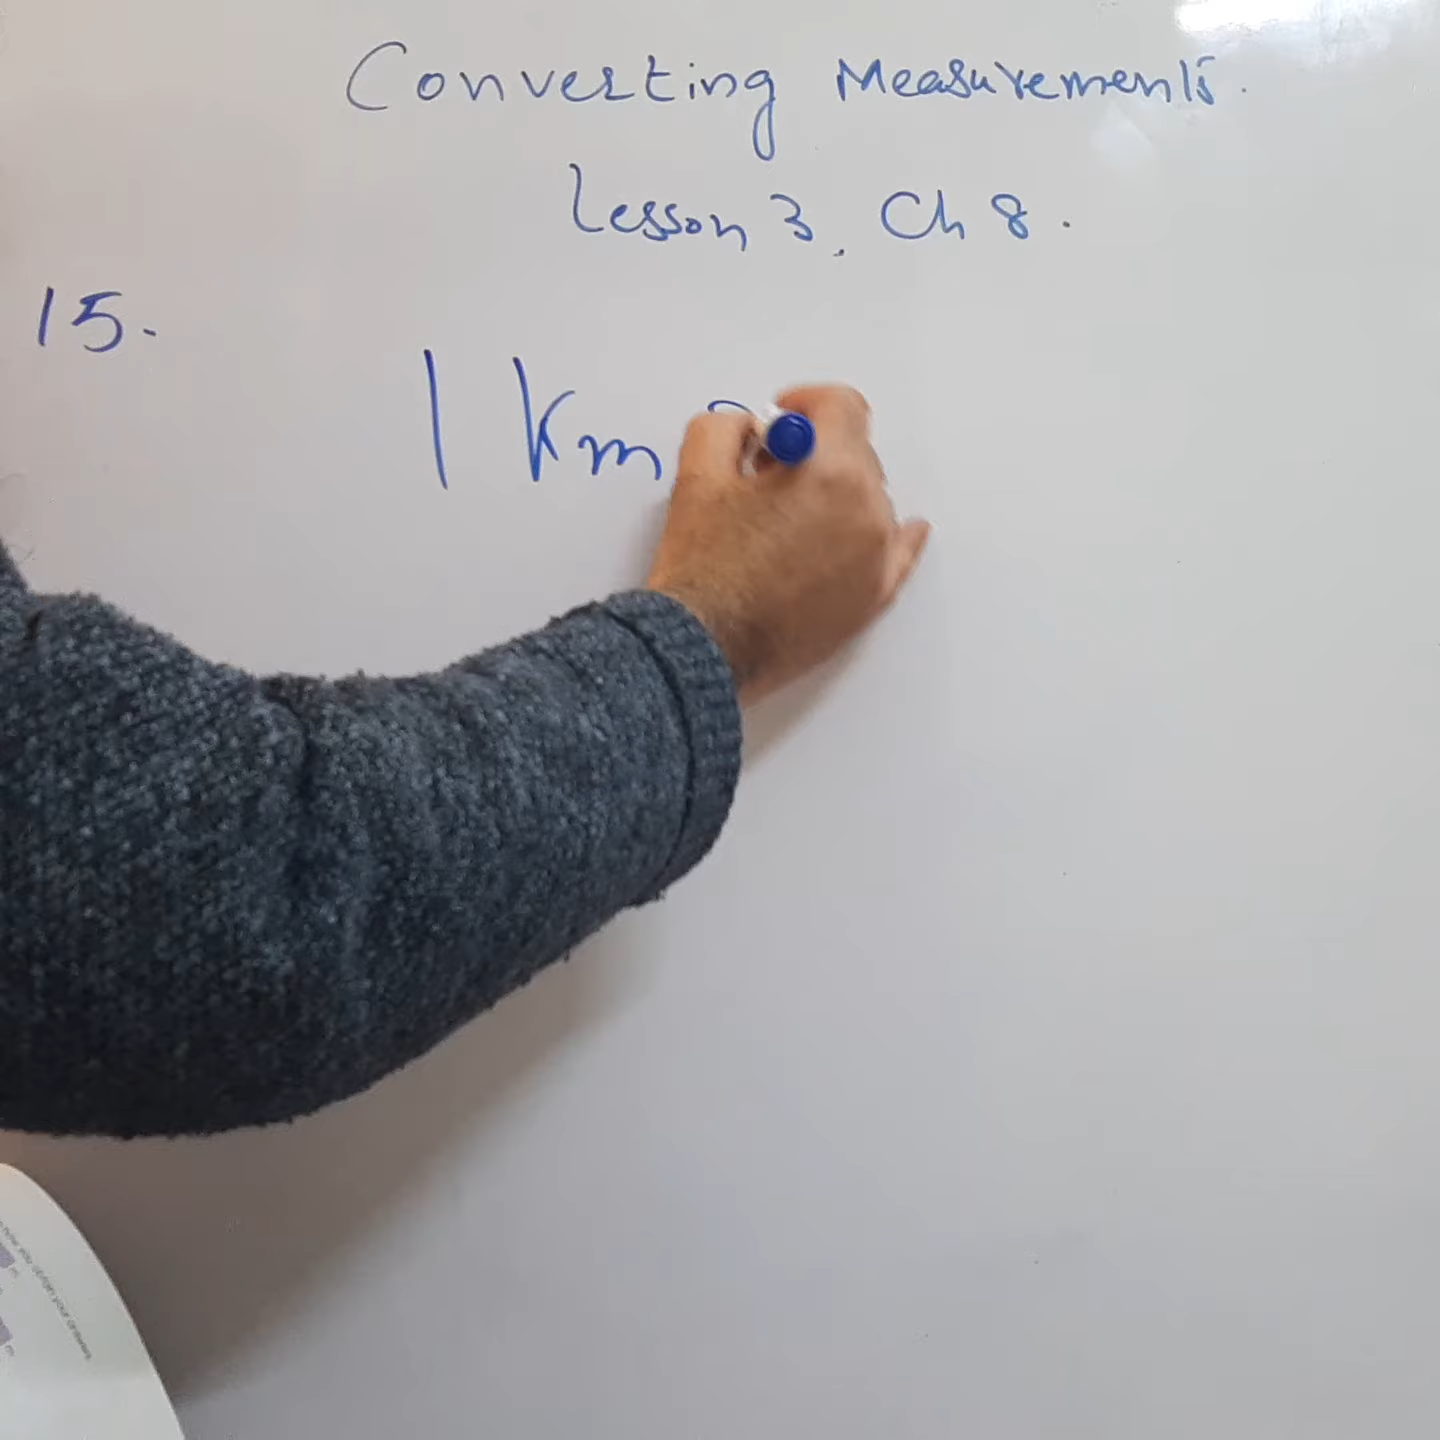 Converting Measurements.
Lesson 3, Ch 8.
15.
1 km